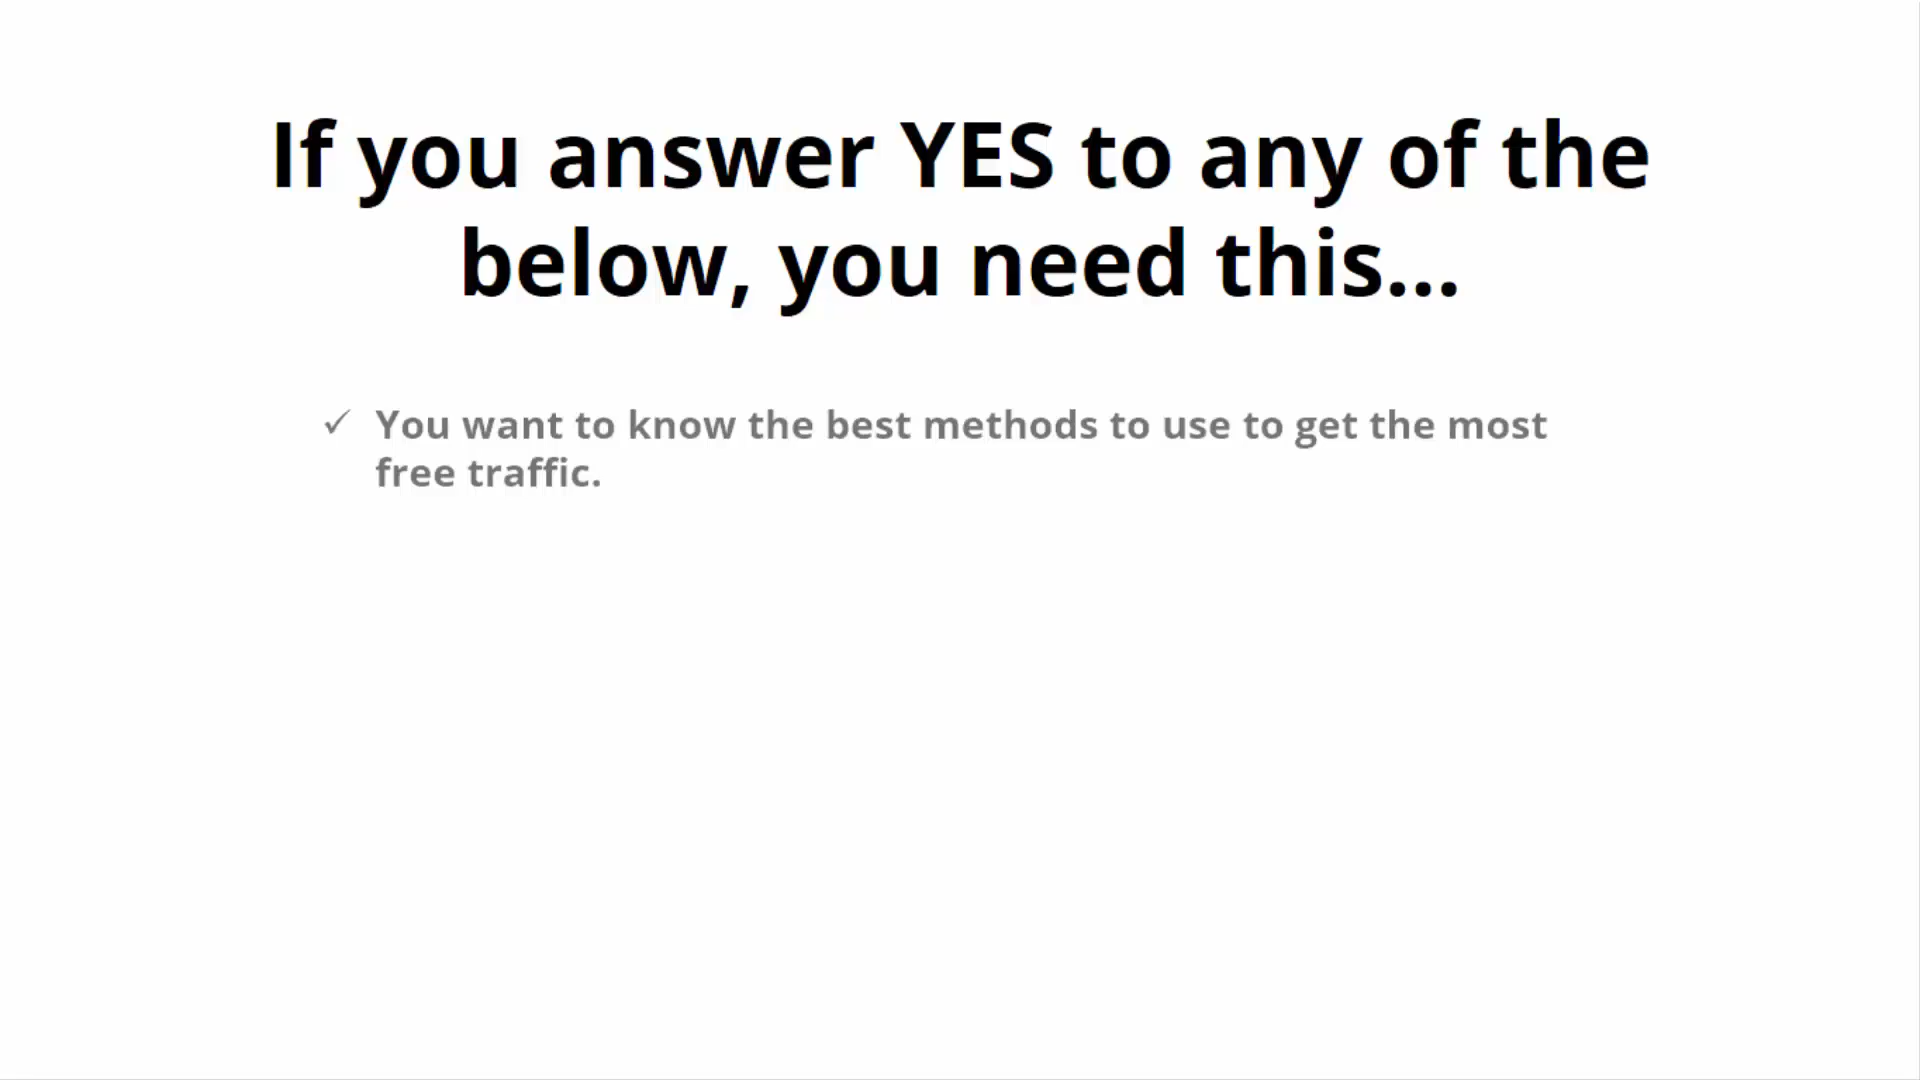 If you answer YES to any of the
below, you need this...
✓ You want to know the best methods to use to get the most
free traffic.